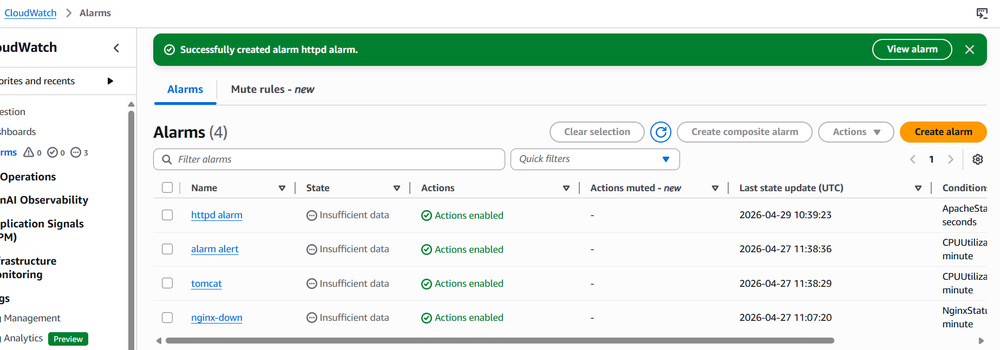 CloudWatch > Alarms
oudWatch
Successfully created alarm httpd alarm.
View alarm
orites and recents
Alarms
Mute rules - new
estion
shboards
rms 0 0 3
Operations
nAI Observability
plication Signals
PM)
frastructure
onitoring
gs
g Management
g Analytics Preview
Alarms (4)
Clear selection
Create composite alarm
Actions
Create alarm
Filter alarms
Quick filters
1
Name State Actions Actions muted - new Last state update (UTC) Conditions
httpd alarm Insufficient data Actions enabled - 2026-04-29 10:39:23 ApacheSta
seconds
alarm alert Insufficient data Actions enabled - 2026-04-27 11:38:36 CPUUtiliza
minute
tomcat Insufficient data Actions enabled - 2026-04-27 11:38:29 CPUUtiliza
minute
nginx-down Insufficient data Actions enabled - 2026-04-27 11:07:20 NginxStatu
minute